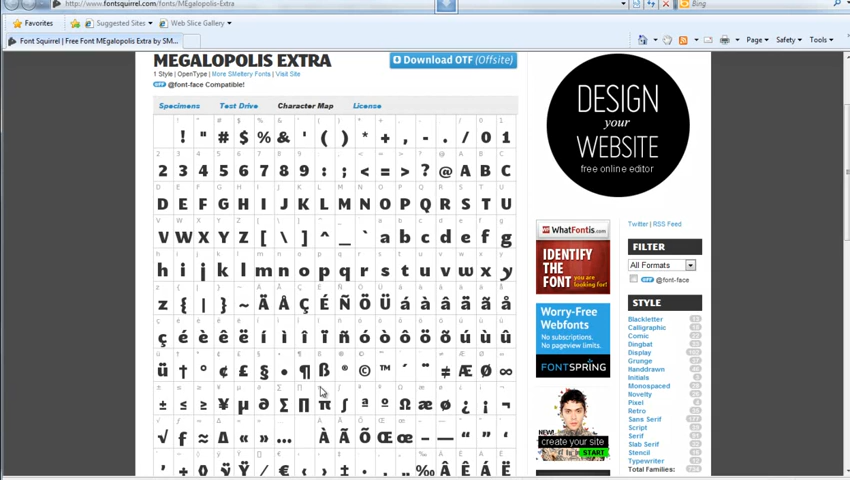 http://www.fontsquirrel.com/fonts/MEgalopolis-Extra
Bing
Favorites
Suggested Sites
Web Slice Gallery
Font Squirrel | Free Font MEgalopolis Extra by SM...
Page
Safety
Tools
MEGALOPOLIS EXTRA
Download OTF (Offsite)
1 Style | OpenType | More SMeltery Fonts | Visit Site
@font-face Compatible!
Specimens Test Drive Character Map License
! " # $ % & ' ( ) * + , - . / 0 1
2 3 4 5 6 7 8 9 : ; < = > ? @ A B C
D E F G H I J K L M N O P Q R S T U
V W X Y Z [ \ ] ^ _ ` a b c d e f g
h i j k l m n o p q r s t u v w x y
z { | } ~ Ä Å Ç É Ñ Ö Ü á à â ä ã å
ç é è ê ë í ì î ï ñ ó ò ô ö õ ú ù û
ü † ° ¢ £ § • ¶ ß ® © ™ ´ ¨ ≠ Æ Ø ∞
± ≤ ≥ ¥ µ ∂ ∑ ∏ π ∫ ª º Ω æ ø ¿ ¡ ¬
√ ƒ ≈ ∆ « » … À Ã Õ Œ œ – — “ ” ‘
’ ÷ ◊ ÿ Ÿ ⁄ € ‹ › ‡ · ‚ „ ‰ Â Ê Á Ë
DESIGN
your
WEBSITE
free online editor
WhatFontis.com
IDENTIFY
THE
FONT
you are
looking for!
Worry-Free
Webfonts
No subscriptions.
No pageview limits.
FONTSPRING
NEW!
create your site
START
Twitter | RSS Feed
FILTER
All Formats
@font-face
STYLE
Blackletter
Calligraphic
Comic
Dingbat
Display
Grunge
Handdrawn
Initials
Monospaced
Novelty
Pixel
Retro
Sans Serif
Script
Serif
Slab Serif
Stencil
Typewriter
Total Families: